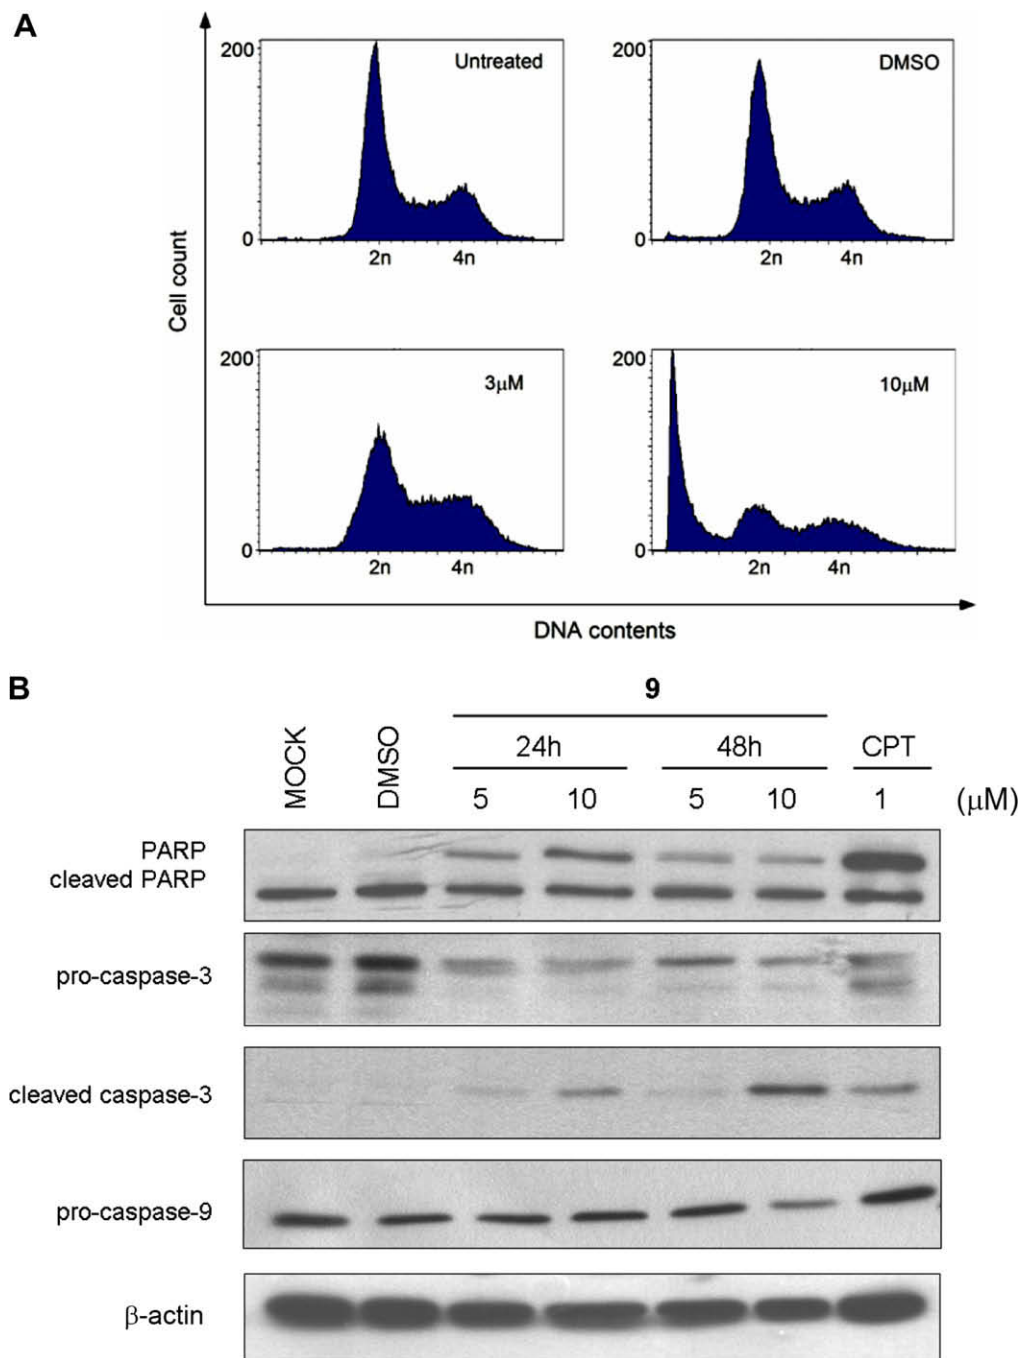 A
Cell count
200
Untreated
0
2n 4n
200
DMSO
0
2n 4n
200
3μM
0
2n 4n
200
10μM
0
2n 4n
DNA contents
B
9
MOCK DMSO 24h 48h CPT
5 10 5 10 1 (μM)
PARP
cleaved PARP
pro-caspase-3
cleaved caspase-3
pro-caspase-9
β-actin